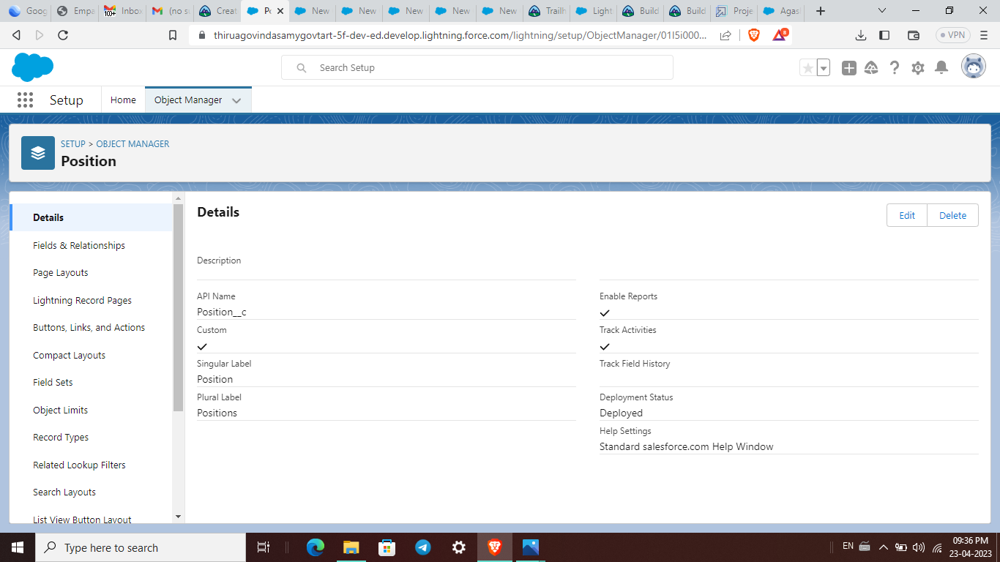 Goog
Empa
100+
Inbox
(no su
Creat
Po
New
New
New
New
New
Trailh
Light
Build
Build
Proje
Agas
thiruagovindasamygovtart-5f-dev-ed.develop.lightning.force.com/lightning/setup/ObjectManager/01I5i000...
8
VPN
Search Setup
Setup
Home
Object Manager
SETUP > OBJECT MANAGER
Position
Details
Fields & Relationships
Page Layouts
Lightning Record Pages
Buttons, Links, and Actions
Compact Layouts
Field Sets
Object Limits
Record Types
Related Lookup Filters
Search Layouts
List View Button Layout
Details
Edit
Delete
Description
API Name
Position__c
Custom
Singular Label
Position
Plural Label
Positions
Enable Reports
Track Activities
Track Field History
Deployment Status
Deployed
Help Settings
Standard salesforce.com Help Window
Type here to search
EN
09:36 PM
23-04-2023